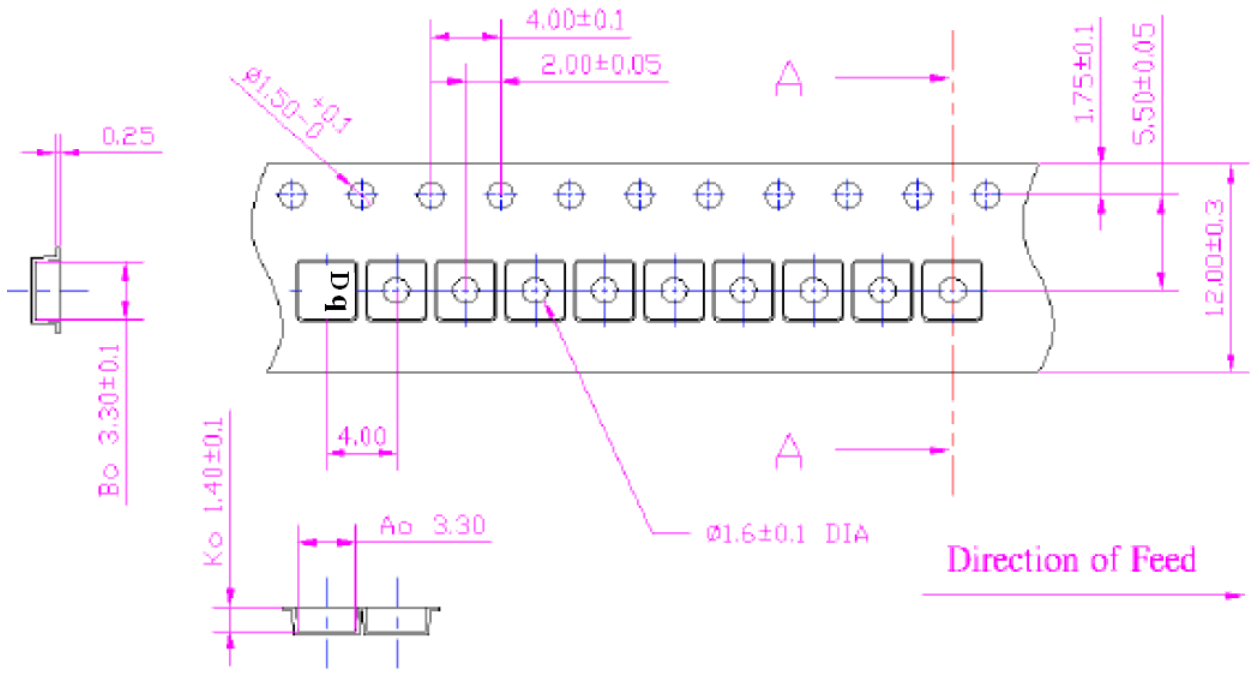 4.00±0.1
2.00±0.05
A
1.75±0.1
5.50±0.05
Ø1.50 +0.1 -0
0.25
12.00±0.3
Dq
Bo 3.30±0.1
4.00
A
Ko 1.40±0.1
Ao 3.30
Ø1.6±0.1 DIA
Direction of Feed